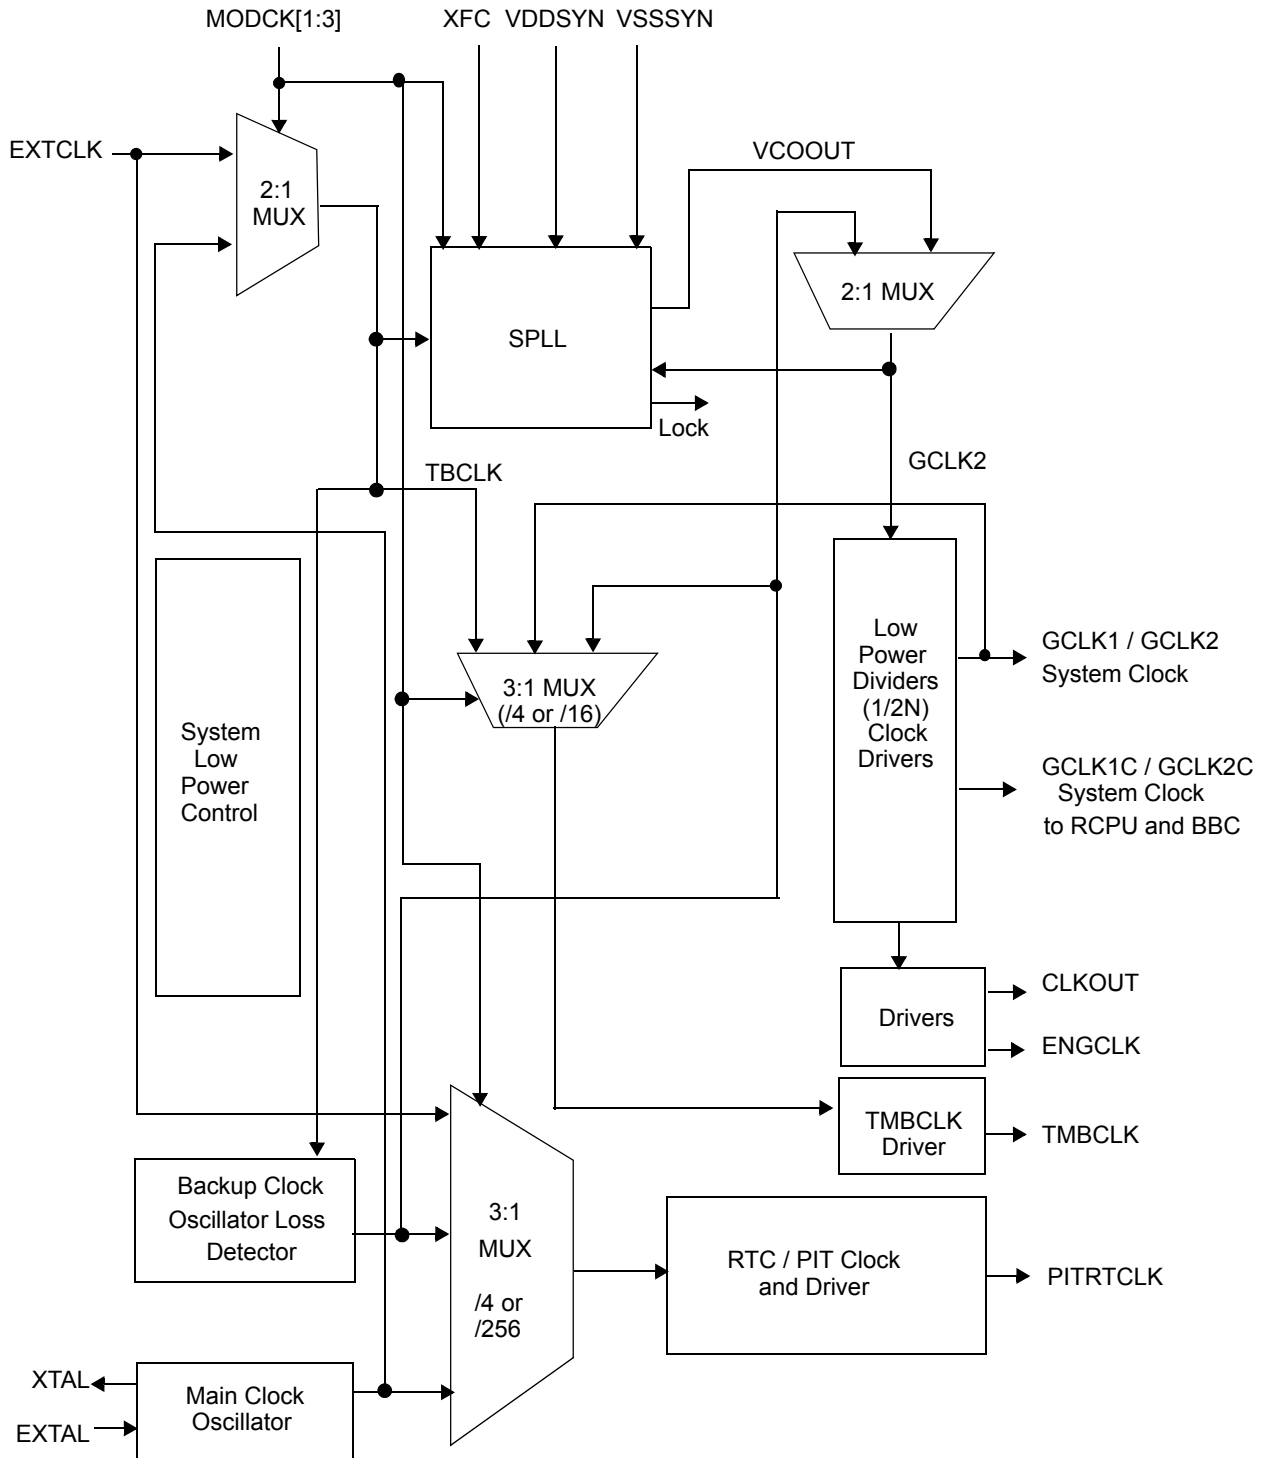 MODCK[1:3]
XFC
VDDSYN
VSSSYN
EXTCLK
2:1
MUX
VCOOUT
2:1 MUX
SPLL
Lock
GCLK2
TBCLK
3:1 MUX
(/4 or /16)
Low
Power
Dividers
(1/2N)
Clock
Drivers
GCLK1 / GCLK2
System Clock
GCLK1C / GCLK2C
System Clock
to RCPU and BBC
System
Low
Power
Control
Drivers
CLKOUT
ENGCLK
TMBCLK
Driver
TMBCLK
Backup Clock
Oscillator Loss
Detector
3:1
MUX
/4 or
/256
RTC / PIT Clock
and Driver
PITRTCLK
XTAL
EXTAL
Main Clock
Oscillator